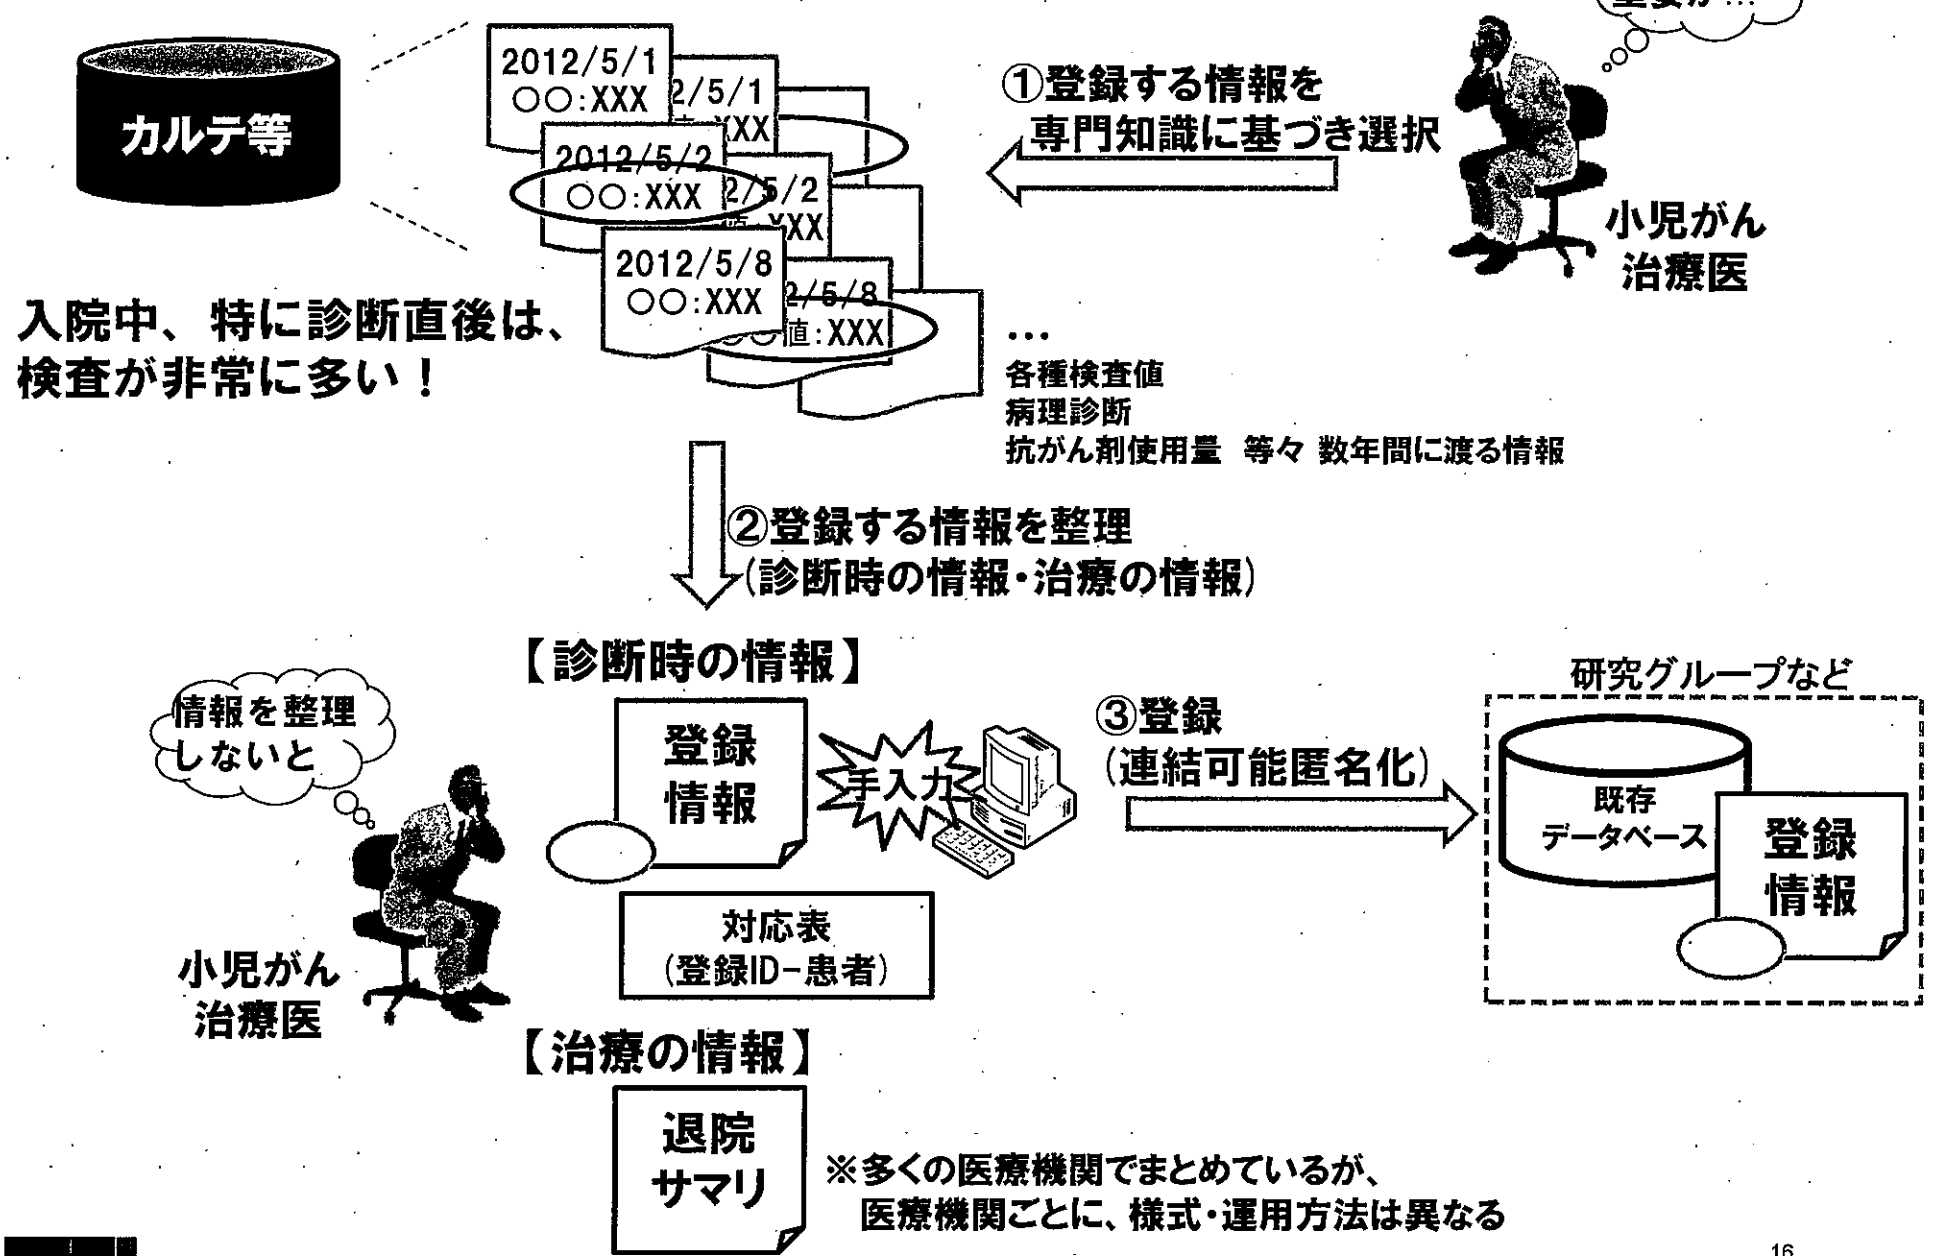 重要か…
カルテ等
2012/5/1
○○:XXX
2/5/1
XXX
2012/5/2
○○:XXX
2/5/2
値:XXX
2012/5/8
○○:XXX
2/5/8
値:XXX
①登録する情報を
専門知識に基づき選択
小児がん
治療医
入院中、特に診断直後は、
検査が非常に多い！
…
各種検査値
病理診断
抗がん剤使用量 等々 数年間に渡る情報
②登録する情報を整理
(診断時の情報・治療の情報)
【診断時の情報】
情報を整理
しないと
小児がん
治療医
登録
情報
手入力
対応表
(登録ID-患者)
③登録
(連結可能匿名化)
研究グループなど
既存
データベース
登録
情報
【治療の情報】
退院
サマリ
※多くの医療機関でまとめているが、
医療機関ごとに、様式・運用方法は異なる
16